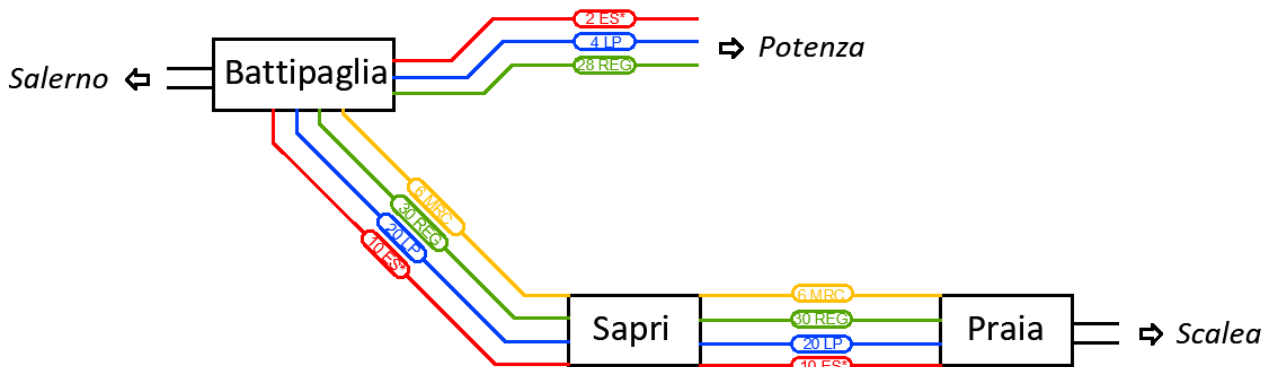 2 ES*
4 LP
28 REG
Potenza
Salerno
Battipaglia
6 MRC
30 REG
20 LP
10 ES*
Sapri
6 MRC
30 REG
20 LP
10 ES*
Praia
Scalea